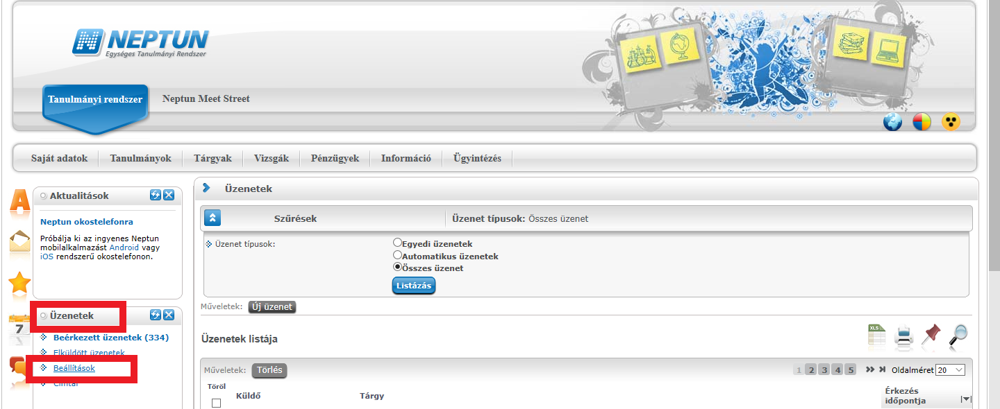 NEPTUN
Egységes Tanulmányi Rendszer
Tanulmányi rendszer
Neptun Meet Street
Saját adatok
Tanulmányok
Tárgyak
Vizsgák
Pénzügyek
Információ
Ügyintézés
A
Aktualitások
Neptun okostelefonra
Próbálja ki az ingyenes Neptun
mobilalkalmazást Android vagy
iOS rendszerű okostelefonon.
7
Üzenetek
Beérkezett üzenetek (334)
Elküldött üzenetek
Beállítások
Címtár
Üzenetek
Szűrések
Üzenet típusok: Összes üzenet
Üzenet típusok:
Egyedi üzenetek
Automatikus üzenetek
Összes üzenet
Listázás
Műveletek: Új üzenet
Üzenetek listája
XLS
Műveletek: Törlés
1 2 3 4 5
Oldalméret 20
Töröl
Küldő
Tárgy
Érkezés
időpontja